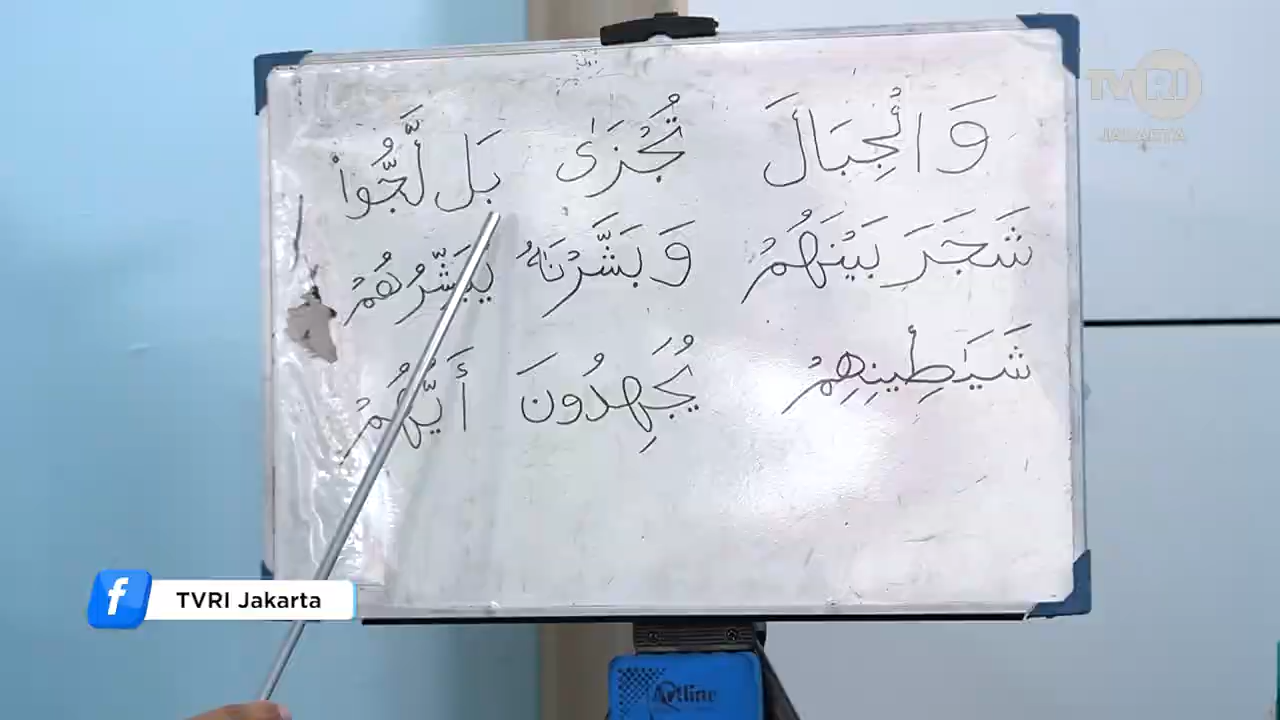 وَالْجِبَالَ تُجْزَىٰ بَل لَّجُّوا۟
شَجَرَ بَيْنَهُمْ وَبَشَّرْنَٰهُ يُبَشِّرُهُمْ
شَيَٰطِينِهِمْ يُجَٰهِدُونَ أَيُّهُمْ
TVRI
JAKARTA
TVRI Jakarta
Artline